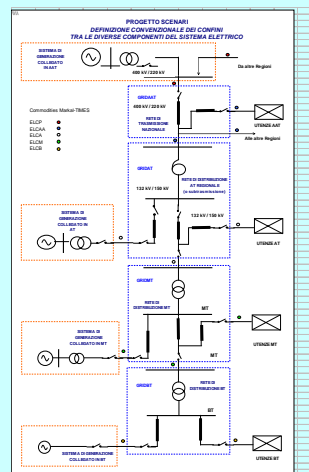 PROGETTO SCENARI
DEFINIZIONE CONVENZIONALE DEI CONFINI
TRA LE DIVERSE COMPONENTI DEL SISTEMA ELETTRICO
SISTEMA DI
GENERAZIONE
COLLEGATO
IN AAT
400 kV / 220 kV
Da altre Regioni
GRIDAAT
400 kV / 220 kV
RETE DI
TRASMISSIONE
NAZIONALE
UTENZE AAT
Alle altre Regioni
Commodities Markal-TIMES
ELCP
ELCAA
ELCA
ELCM
ELCB
GRIDAT
RETE DI DISTRIBUZIONE
AT REGIONALE
(o subtrasmissione)
132 kV / 150 kV
132 kV / 150 kV
SISTEMA DI
GENERAZIONE
COLLEGATO IN
AT
UTENZE AT
GRIDMT
RETE DI
DISTRIBUZIONE MT
MT
SISTEMA DI
GENERAZIONE
COLLEGATO IN MT
MT
UTENZE MT
GRIDBT
RETE DI
DISTRIBUZIONE BT
BT
SISTEMA DI GENERAZIONE
COLLEGATO IN BT
UTENZE BT